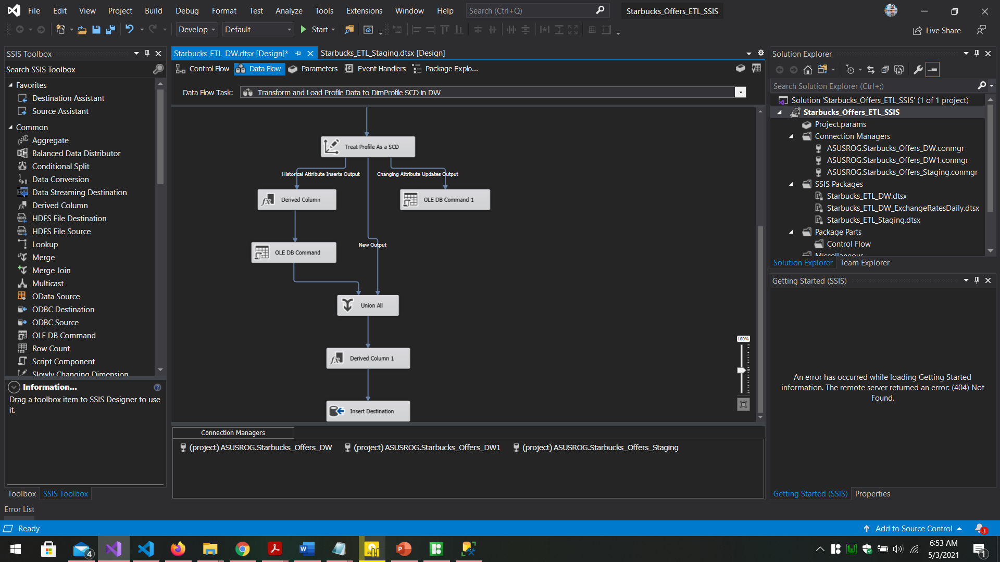 File Edit View Project Build Debug Format Test Analyze Tools Extensions Window Help Search (Ctrl+Q) Starbucks_Offers_ETL_SSIS
Develop Default Start Live Share
SSIS Toolbox
Search SSIS Toolbox
Favorites
Destination Assistant
Source Assistant
Common
Aggregate
Balanced Data Distributor
Conditional Split
Data Conversion
Data Streaming Destination
Derived Column
HDFS File Destination
HDFS File Source
Lookup
Merge
Merge Join
Multicast
OData Source
ODBC Destination
ODBC Source
OLE DB Command
Row Count
Script Component
Slowly Changing Dimension
Information...
Drag a toolbox item to SSIS Designer to use
it.
Toolbox SSIS Toolbox
Starbucks_ETL_DW.dtsx [Design]* Starbucks_ETL_Staging.dtsx [Design]
Control Flow Data Flow Parameters Event Handlers Package Explo...
Data Flow Task: Transform and Load Profile Data to DimProfile SCD in DW
Treat Profile As a SCD
Historical Attribute Inserts Output Changing Attribute Updates Output
Derived Column OLE DB Command 1
New Output
OLE DB Command
Union All
Derived Column 1
Insert Destination
100%
Connection Managers
(project) ASUSROG.Starbucks_Offers_DW (project) ASUSROG.Starbucks_Offers_DW1 (project) ASUSROG.Starbucks_Offers_Staging
Solution Explorer
Search Solution Explorer (Ctrl+;)
Solution 'Starbucks_Offers_ETL_SSIS' (1 of 1 project)
Starbucks_Offers_ETL_SSIS
Project.params
Connection Managers
ASUSROG.Starbucks_Offers_DW.conmgr
ASUSROG.Starbucks_Offers_DW1.conmgr
ASUSROG.Starbucks_Offers_Staging.conmgr
SSIS Packages
Starbucks_ETL_DW.dtsx
Starbucks_ETL_DW_ExchangeRatesDaily.dtsx
Starbucks_ETL_Staging.dtsx
Package Parts
Control Flow
Miscellaneous
Solution Explorer Team Explorer
Getting Started (SSIS)
An error has occurred while loading Getting Started
information. The remote server returned an error: (404) Not
Found.
Getting Started (SSIS) Properties
Error List
Ready Add to Source Control 3
4 6:53 AM
5/3/2021 1